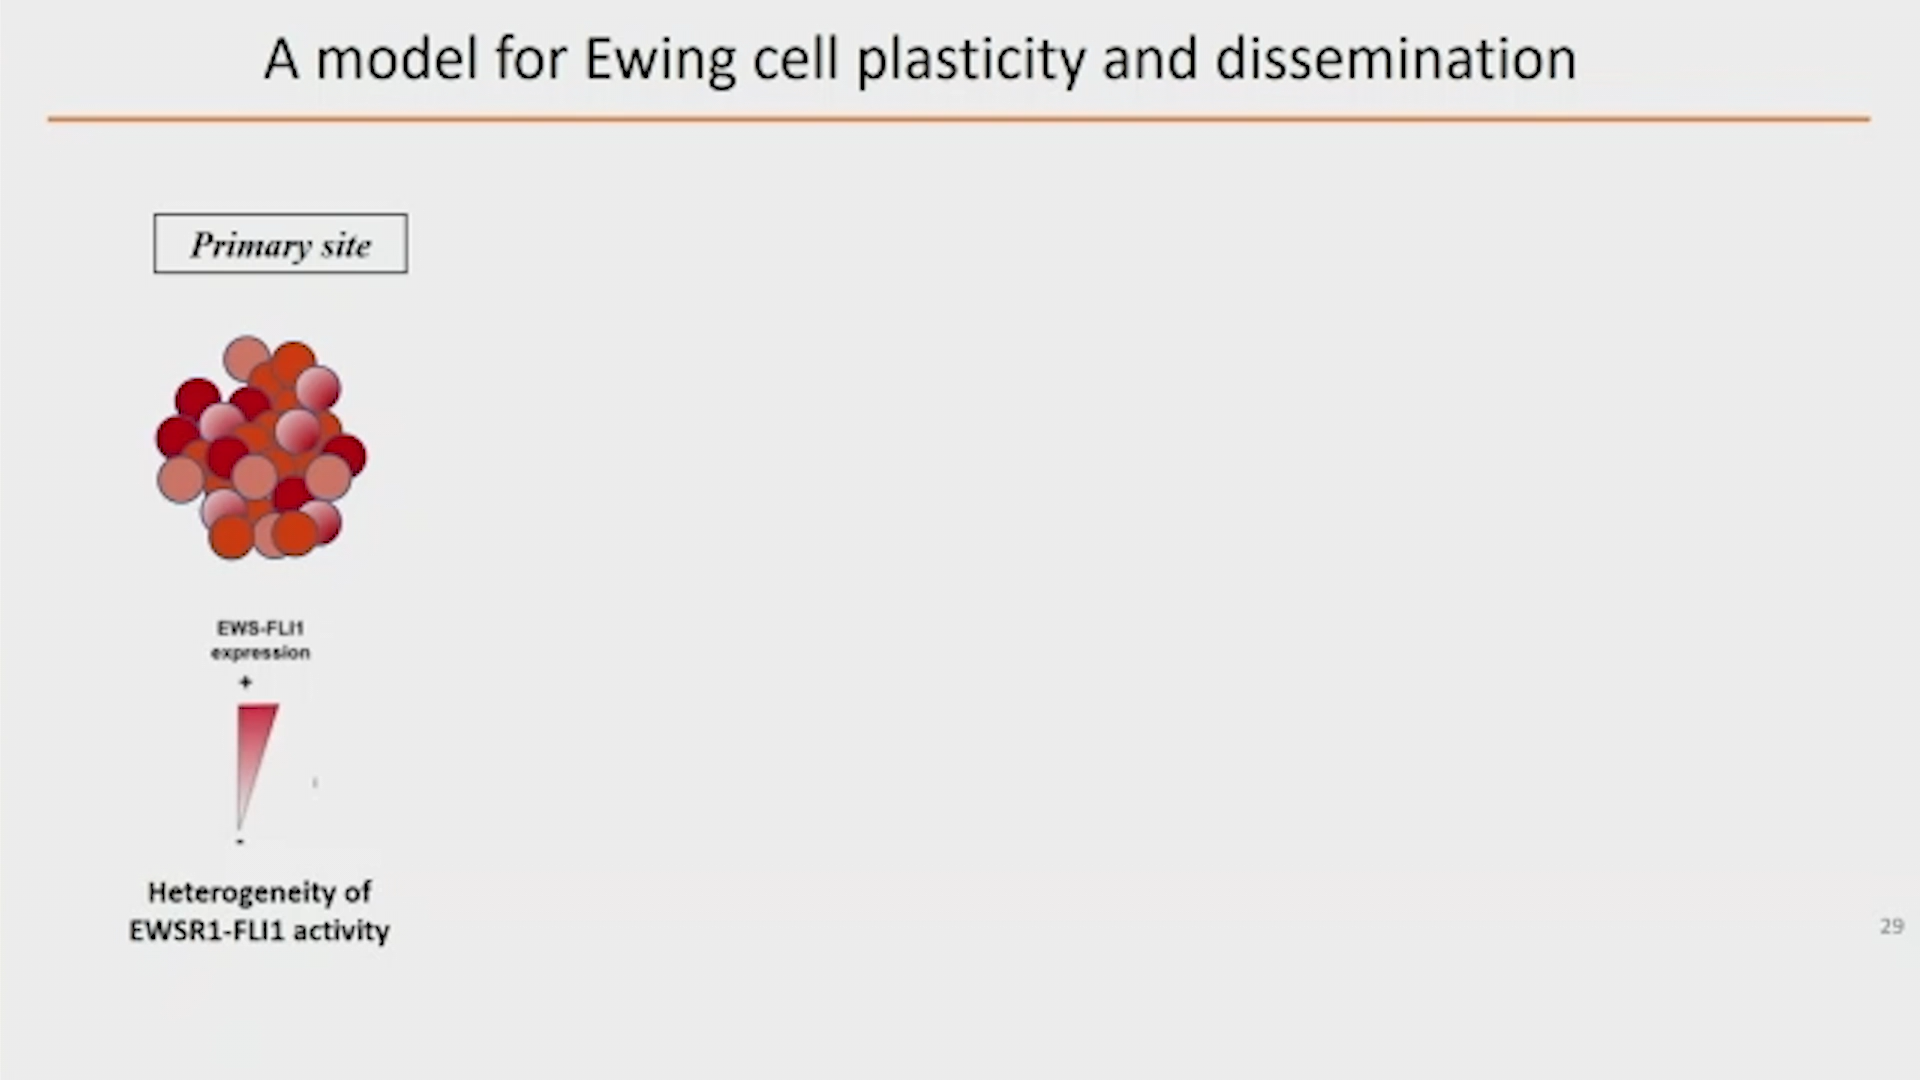 A model for Ewing cell plasticity and dissemination
Primary site
EWS-FLI1
expression
+
-
Heterogeneity of
EWSR1-FLI1 activity
29